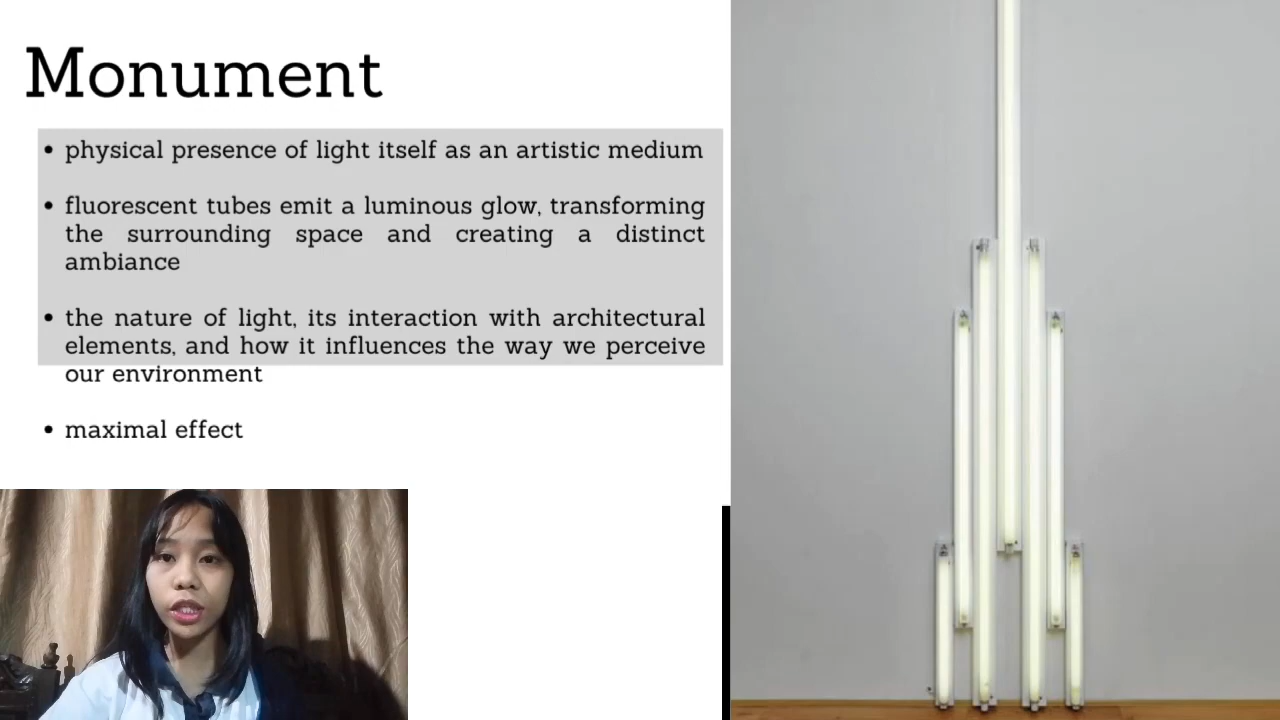 Monument
• physical presence of light itself as an artistic medium
• fluorescent tubes emit a luminous glow, transforming
the surrounding space and creating a distinct
ambiance
• the nature of light, its interaction with architectural
elements, and how it influences the way we perceive
our environment
• maximal effect